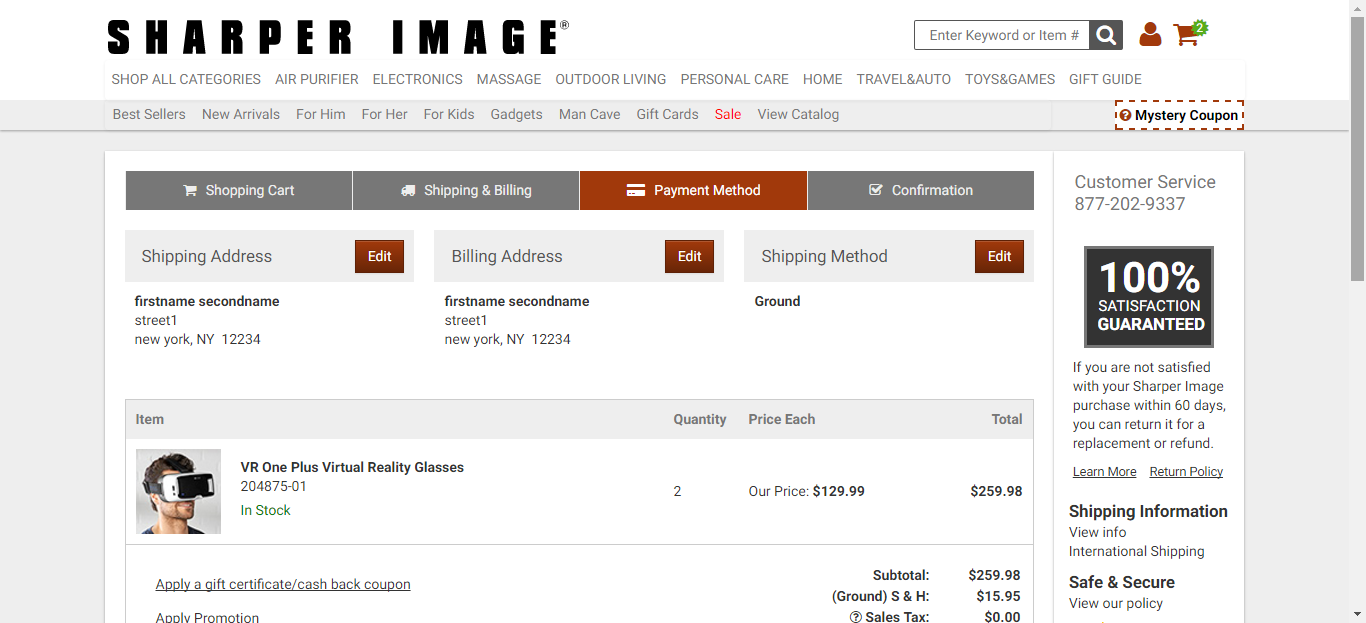 SHARPER IMAGE®
Enter Keyword or Item #
2
SHOP ALL CATEGORIES AIR PURIFIER ELECTRONICS MASSAGE OUTDOOR LIVING PERSONAL CARE HOME TRAVEL&AUTO TOYS&GAMES GIFT GUIDE
Best Sellers New Arrivals For Him For Her For Kids Gadgets Man Cave Gift Cards Sale View Catalog
Mystery Coupon
Shopping Cart Shipping & Billing Payment Method Confirmation
Shipping Address Edit
firstname secondname
street1
new york, NY 12234
Billing Address Edit
firstname secondname
street1
new york, NY 12234
Shipping Method Edit
Ground
Item Quantity Price Each Total
VR One Plus Virtual Reality Glasses
204875-01
In Stock
2 Our Price: $129.99 $259.98
Apply a gift certificate/cash back coupon
Apply Promotion
Subtotal: $259.98
(Ground) S & H: $15.95
? Sales Tax: $0.00
Customer Service
877-202-9337
100%
SATISFACTION
GUARANTEED
If you are not satisfied
with your Sharper Image
purchase within 60 days,
you can return it for a
replacement or refund.
Learn More Return Policy
Shipping Information
View info
International Shipping
Safe & Secure
View our policy